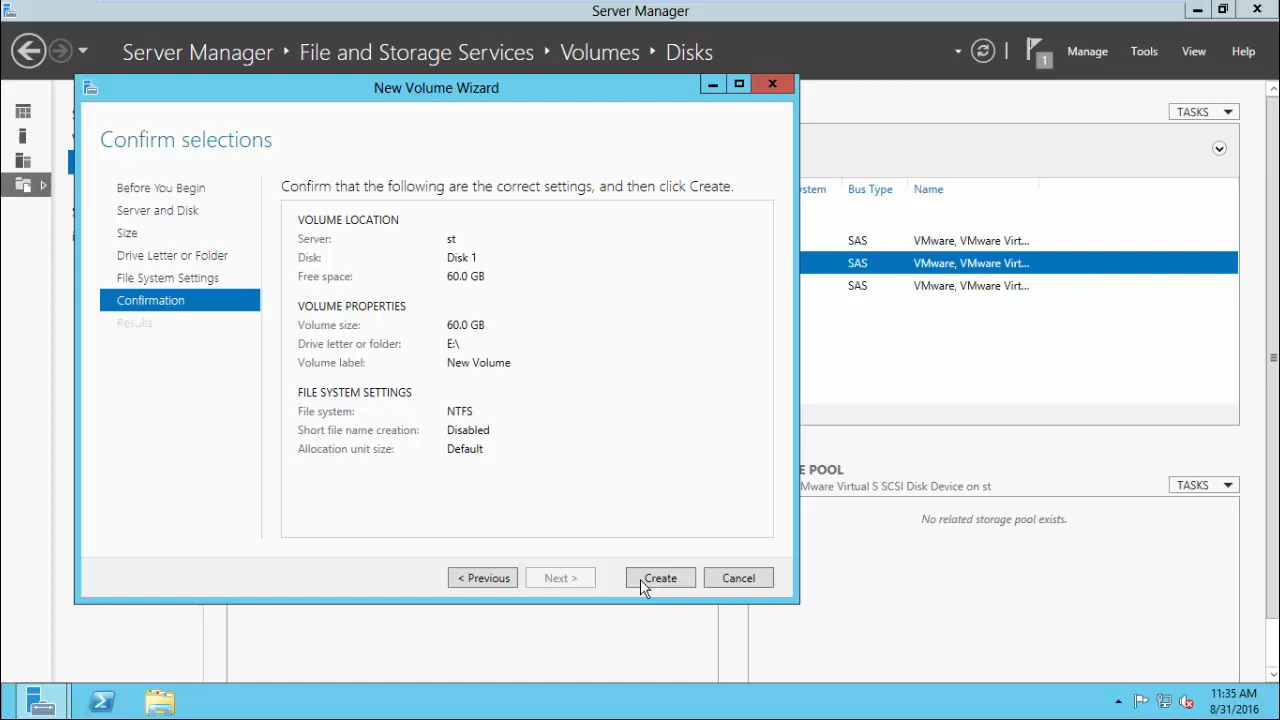 Server Manager
Server Manager ‣ File and Storage Services ‣ Volumes ‣ Disks
1
Manage
Tools
View
Help
New Volume Wizard
Confirm selections
Before You Begin
Server and Disk
Size
Drive Letter or Folder
File System Settings
Confirmation
Results
Confirm that the following are the correct settings, and then click Create.
VOLUME LOCATION
Server: st
Disk: Disk 1
Free space: 60.0 GB
VOLUME PROPERTIES
Volume size: 60.0 GB
Drive letter or folder: E:\
Volume label: New Volume
FILE SYSTEM SETTINGS
File system: NTFS
Short file name creation: Disabled
Allocation unit size: Default
< Previous
Next >
Create
Cancel
TASKS
ystem
Bus Type
Name
SAS VMware, VMware Virt...
SAS VMware, VMware Virt...
SAS VMware, VMware Virt...
E POOL
Mware Virtual S SCSI Disk Device on st
TASKS
No related storage pool exists.
11:35 AM
8/31/2016